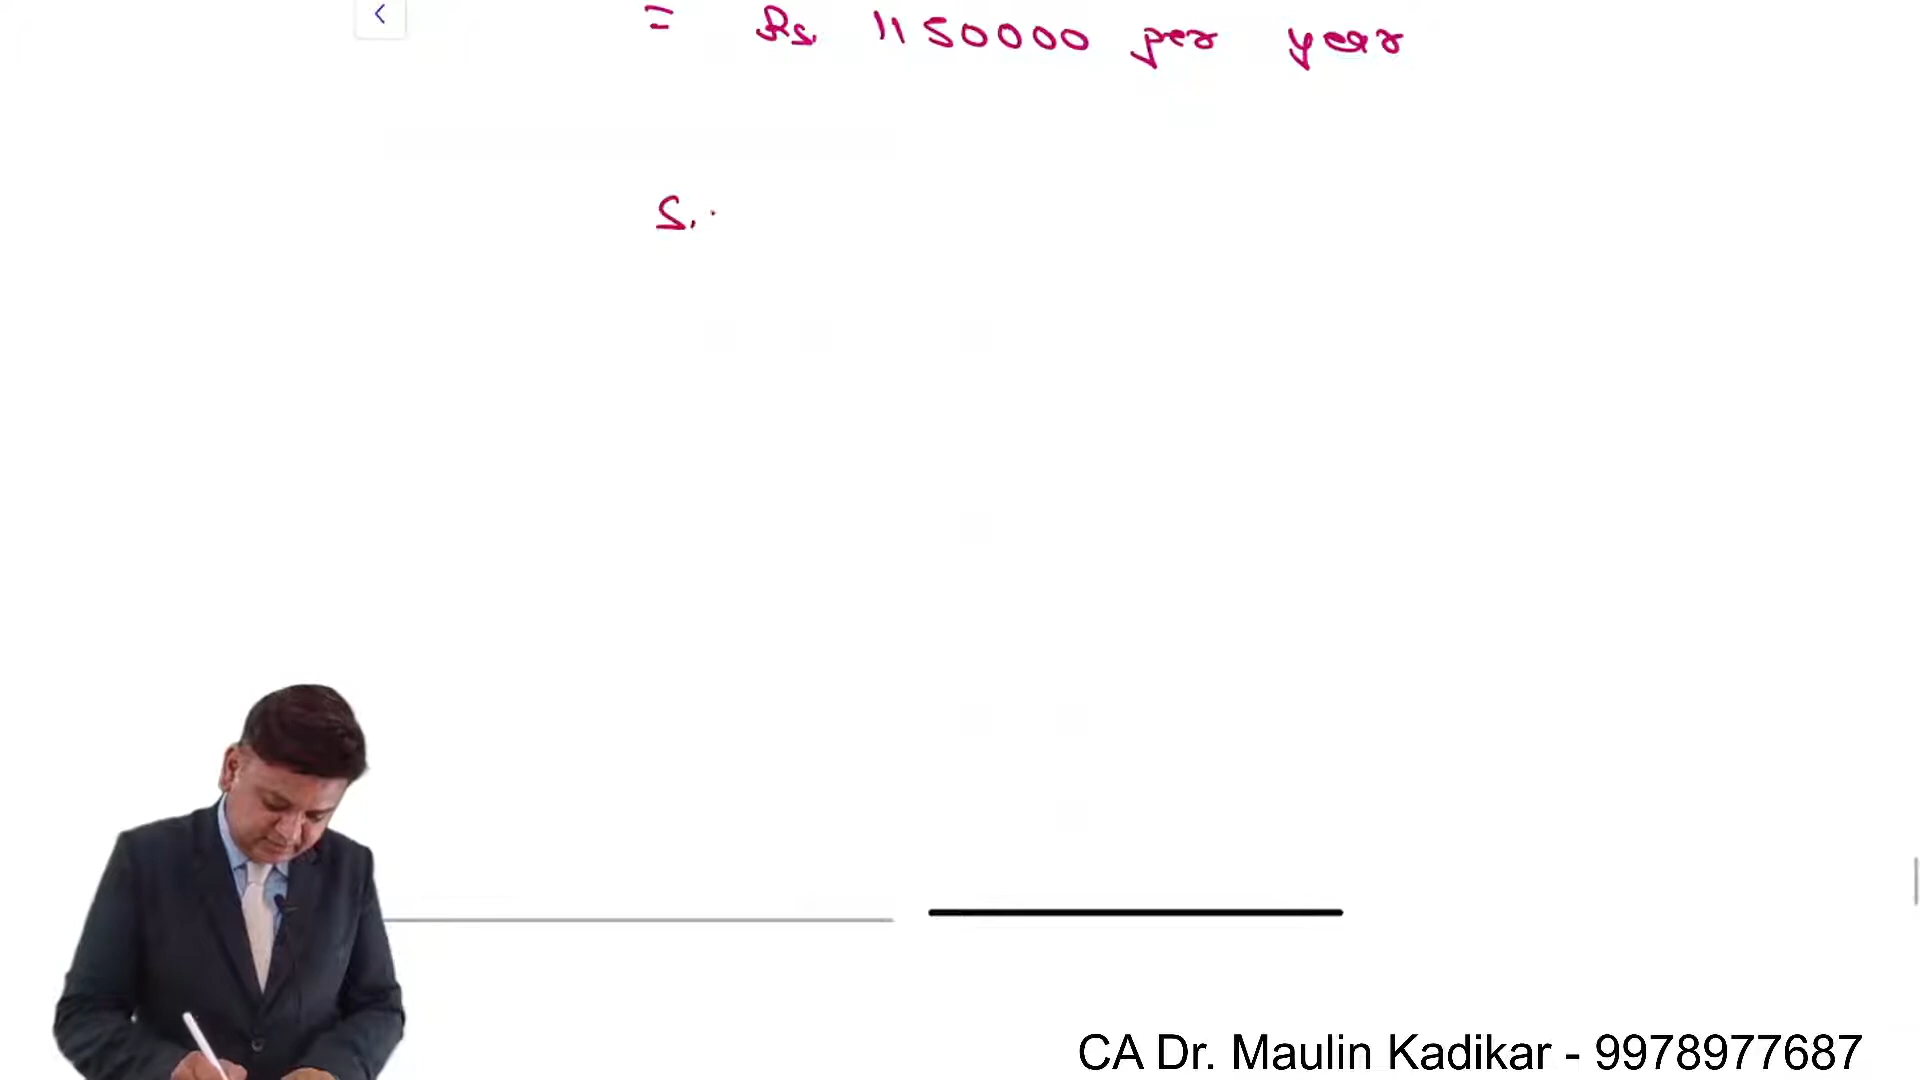 = Rs. 1150000 per year
S.
CA Dr. Maulin Kadikar - 9978977687